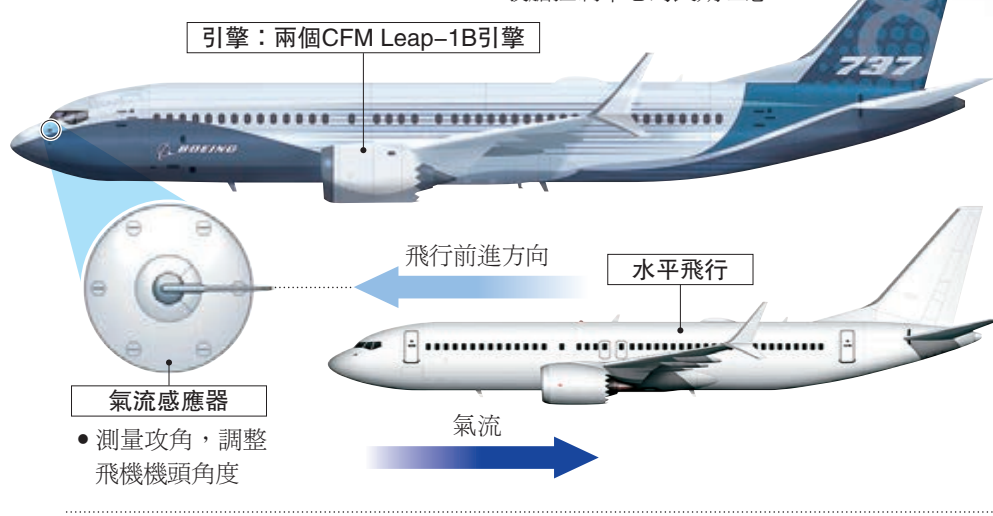 引擎：兩個CFM Leap–1B引擎
737
BOEING
飛行前進方向
水平飛行
氣流感應器
● 測量攻角，調整
飛機機頭角度
氣流